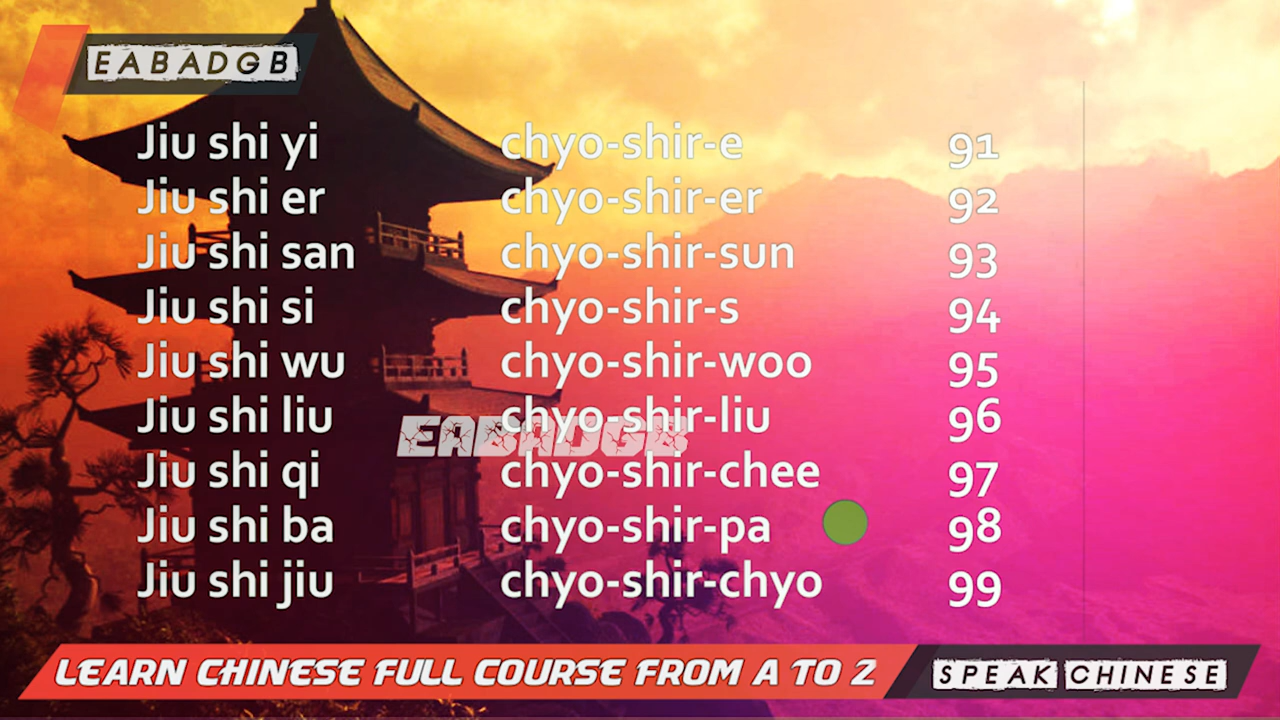 EABADGB
Jiu shi yi chyo-shir-e 91
Jiu shi er chyo-shir-er 92
Jiu shi san chyo-shir-sun 93
Jiu shi si chyo-shir-s 94
Jiu shi wu chyo-shir-woo 95
Jiu shi liu chyo-shir-liu 96
EABADGB
Jiu shi qi chyo-shir-chee 97
Jiu shi ba chyo-shir-pa 98
Jiu shi jiu chyo-shir-chyo 99
LEARN CHINESE FULL COURSE FROM A TO Z
SPEAK CHINESE